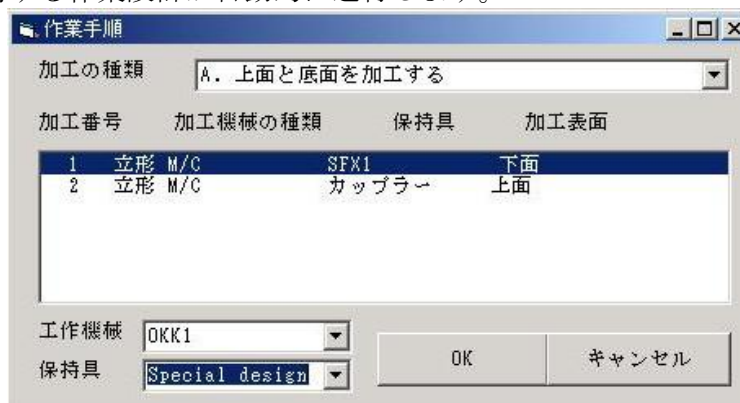 作業手順
加工の種類 A. 上面と底面を加工する
加工番号 加工機械の種類 保持具 加工表面
1 立形 M/C SFX1 下面
2 立形 M/C カップラー 上面
工作機械 OKK1
保持具 Special design
OK キャンセル